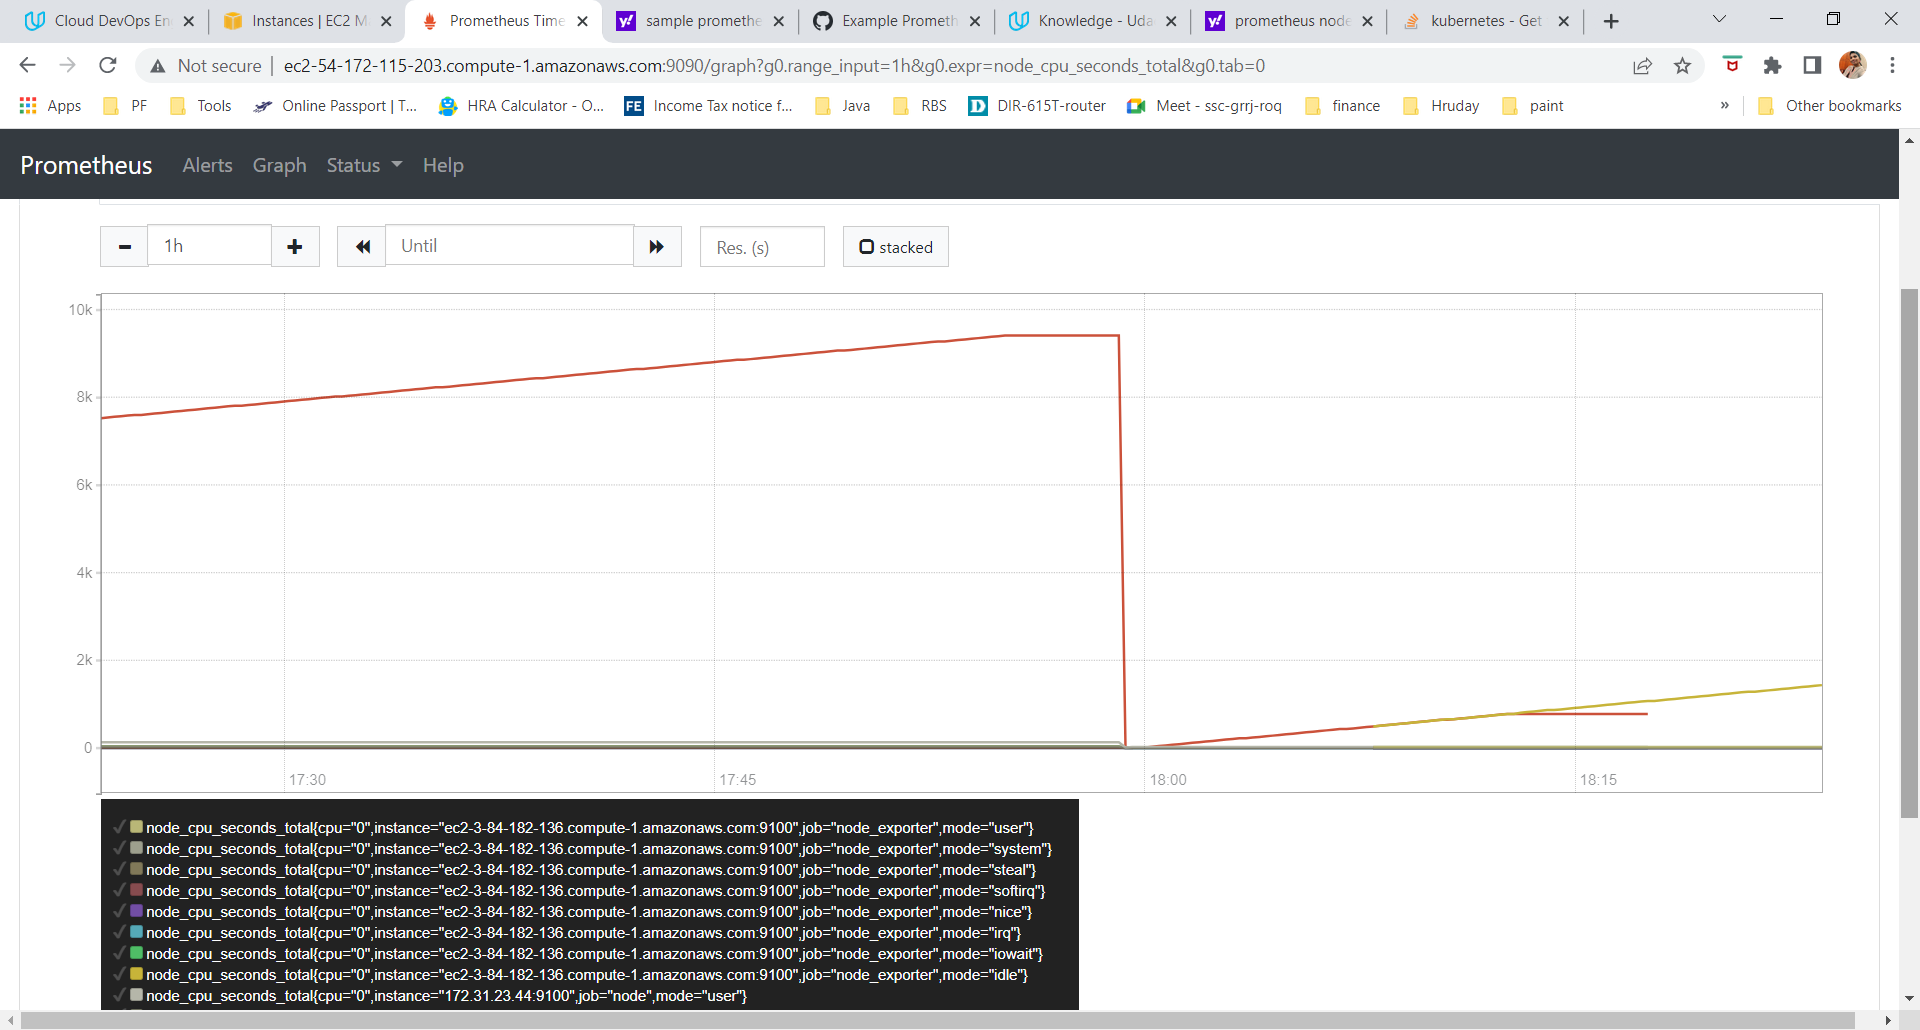 Cloud DevOps En
Instances | EC2 M
Prometheus Time
sample promethe
Example Prometh
Knowledge - Uda
prometheus node
kubernetes - Get
Not secure | ec2-54-172-115-203.compute-1.amazonaws.com:9090/graph?g0.range_input=1h&g0.expr=node_cpu_seconds_total&g0.tab=0
Apps PF Tools Online Passport | T... HRA Calculator - O... FE Income Tax notice f... Java RBS D DIR-615T-router Meet - ssc-grrj-roq finance Hruday paint » Other bookmarks
Prometheus Alerts Graph Status Help
1h Until Res. (s) stacked
10k
8k
6k
4k
2k
0
17:30 17:45 18:00 18:15
node_cpu_seconds_total{cpu="0",instance="ec2-3-84-182-136.compute-1.amazonaws.com:9100",job="node_exporter",mode="user"}
node_cpu_seconds_total{cpu="0",instance="ec2-3-84-182-136.compute-1.amazonaws.com:9100",job="node_exporter",mode="system"}
node_cpu_seconds_total{cpu="0",instance="ec2-3-84-182-136.compute-1.amazonaws.com:9100",job="node_exporter",mode="steal"}
node_cpu_seconds_total{cpu="0",instance="ec2-3-84-182-136.compute-1.amazonaws.com:9100",job="node_exporter",mode="softirq"}
node_cpu_seconds_total{cpu="0",instance="ec2-3-84-182-136.compute-1.amazonaws.com:9100",job="node_exporter",mode="nice"}
node_cpu_seconds_total{cpu="0",instance="ec2-3-84-182-136.compute-1.amazonaws.com:9100",job="node_exporter",mode="irq"}
node_cpu_seconds_total{cpu="0",instance="ec2-3-84-182-136.compute-1.amazonaws.com:9100",job="node_exporter",mode="iowait"}
node_cpu_seconds_total{cpu="0",instance="ec2-3-84-182-136.compute-1.amazonaws.com:9100",job="node_exporter",mode="idle"}
node_cpu_seconds_total{cpu="0",instance="172.31.23.44:9100",job="node",mode="user"}